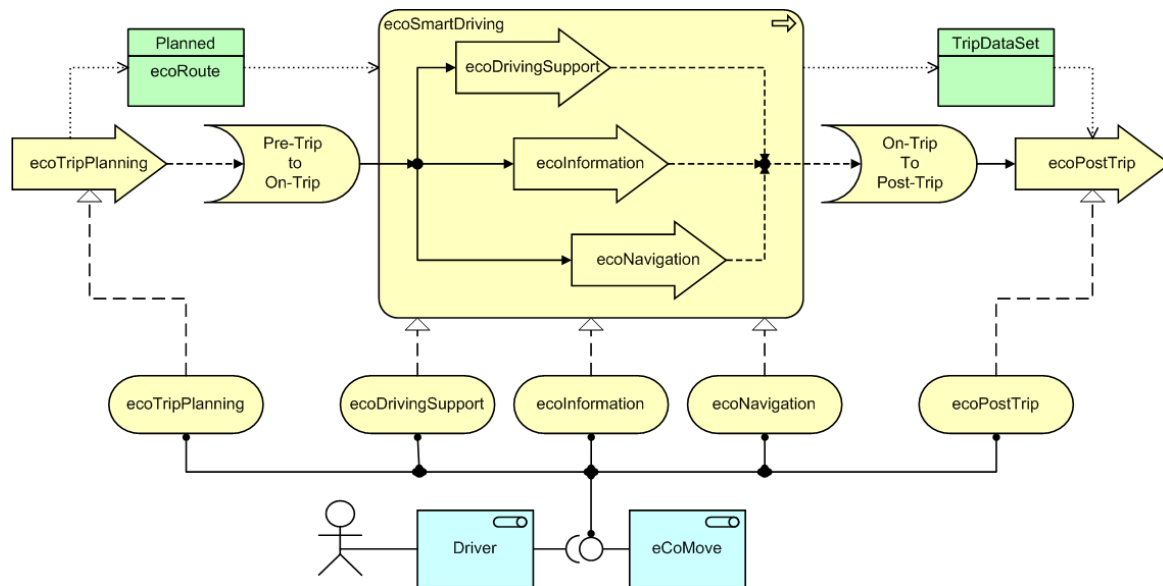 ecoSmartDriving
Planned
ecoRoute
ecoDrivingSupport
TripDataSet
ecoTripPlanning
Pre-Trip
to
On-Trip
ecoInformation
On-Trip
To
Post-Trip
ecoPostTrip
ecoNavigation
ecoTripPlanning
ecoDrivingSupport
ecoInformation
ecoNavigation
ecoPostTrip
Driver
eCoMove